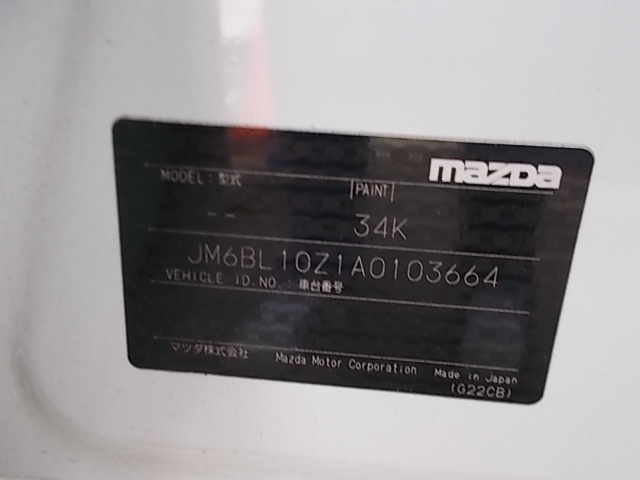 mazda
MODEL : 型式 PAINT
-- 34K
JM6BL10Z1A0103664
VEHICLE ID.NO. : 車台番号
マツダ株式会社 Mazda Motor Corporation Made in Japan
(G22CB)